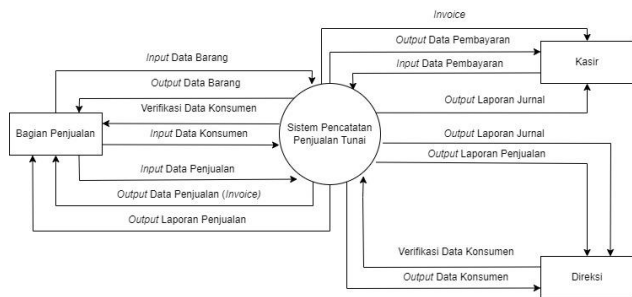 Invoice
Output Data Pembayaran
Input Data Pembayaran
Kasir
Input Data Barang
Output Data Barang
Verifikasi Data Konsumen
Bagian Penjualan
Input Data Konsumen
Sistem Pencatatan
Penjualan Tunai
Output Laporan Jurnal
Output Laporan Jurnal
Output Laporan Penjualan
Input Data Penjualan
Output Data Penjualan (Invoice)
Output Laporan Penjualan
Verifikasi Data Konsumen
Output Data Konsumen
Direksi